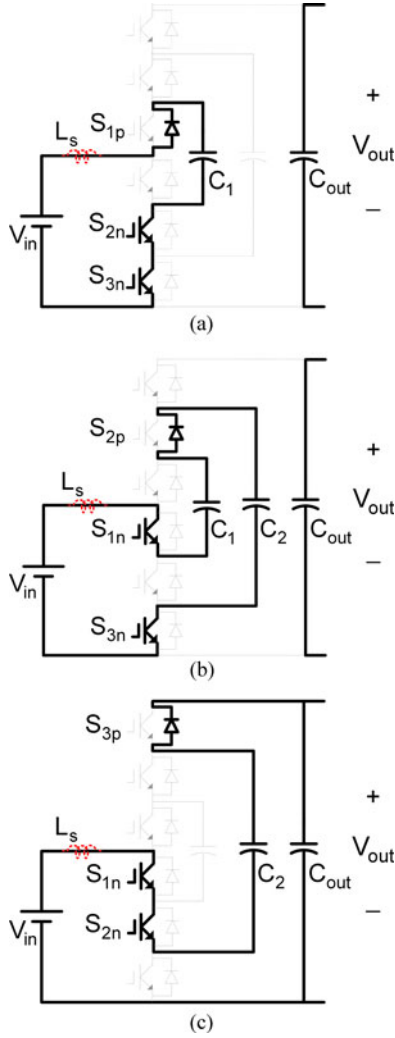 S1p
Ls
+
Vout
−
C1
Cout
S2n
Vin
S3n
(a)
S2p
Ls
+
Vout
−
S1n
C1
C2
Cout
Vin
S3n
(b)
S3p
Ls
+
Vout
−
S1n
C2
Cout
Vin
S2n
(c)